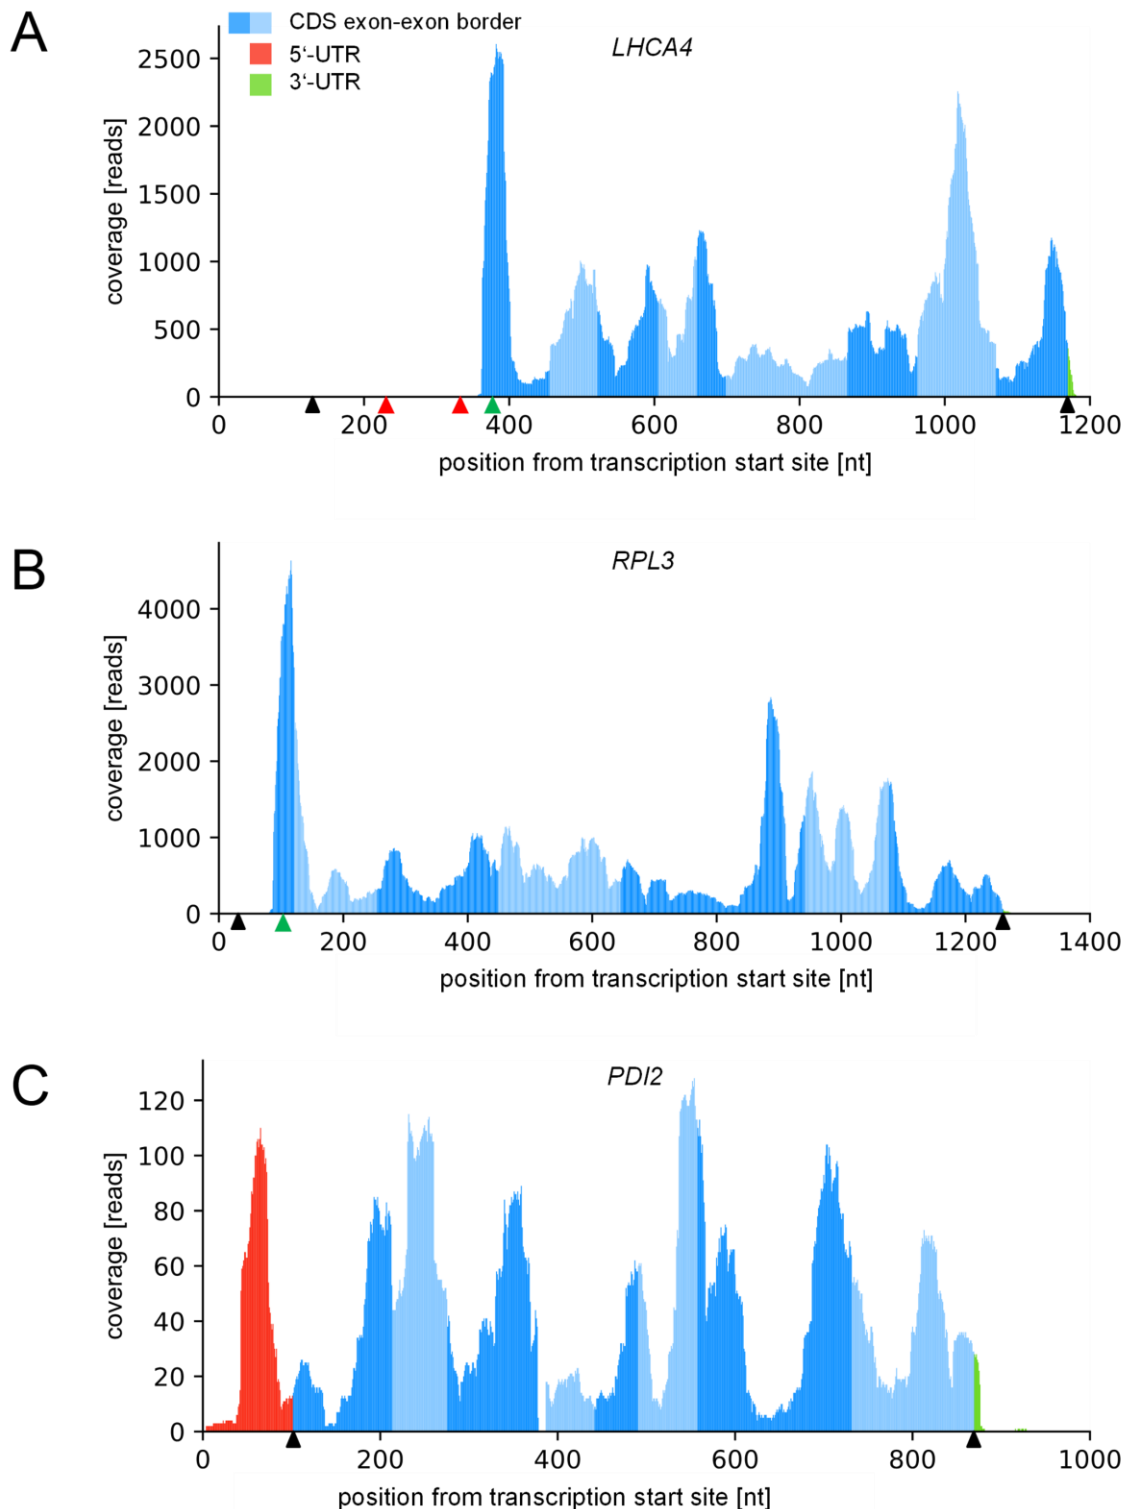 A
CDS exon-exon border
5‘-UTR
3‘-UTR
LHCA4
2500
2000
1500
1000
500
0
coverage [reads]
0 200 400 600 800 1000 1200
position from transcription start site [nt]
B
RPL3
4000
3000
2000
1000
0
coverage [reads]
0 200 400 600 800 1000 1200 1400
position from transcription start site [nt]
C
PDI2
120
100
80
60
40
20
0
coverage [reads]
0 200 400 600 800 1000
position from transcription start site [nt]